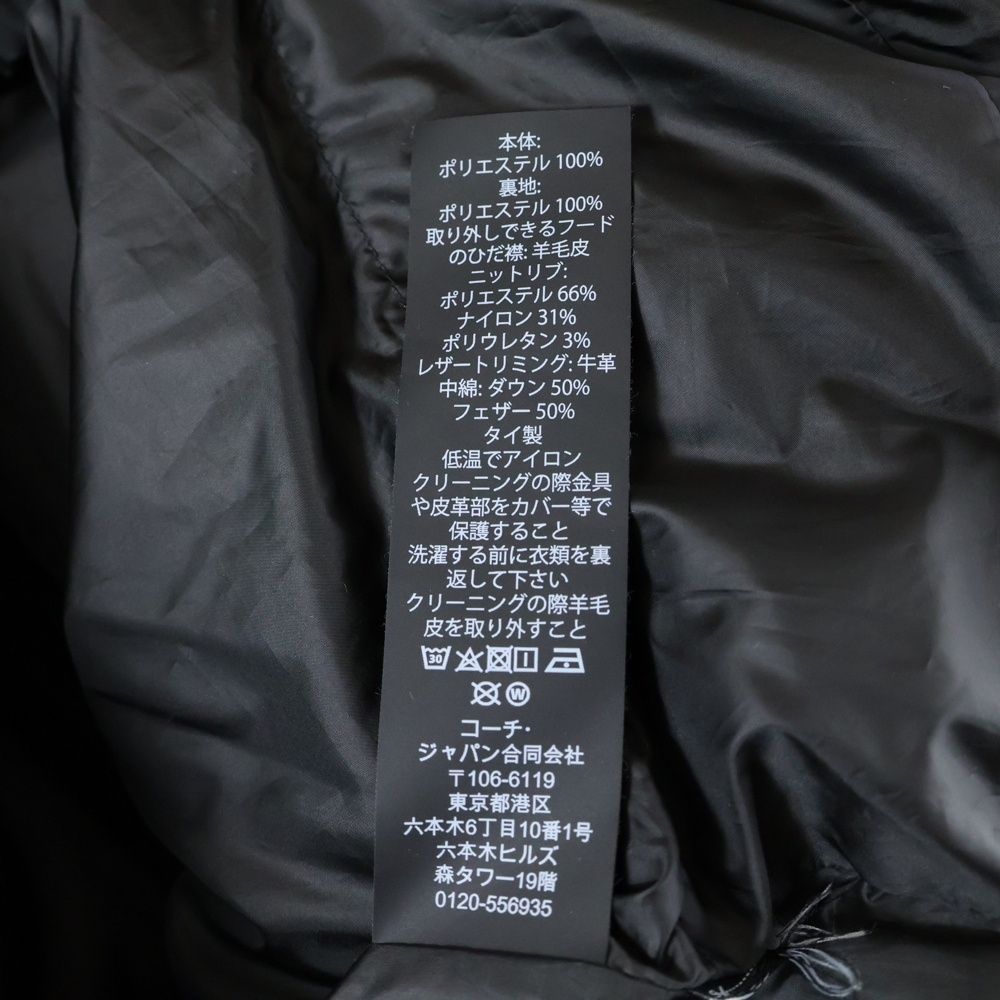 本体:
ポリエステル 100%
裏地:
ポリエステル 100%
取り外しできるフード
のひだ襟: 羊毛皮
ニットリブ:
ポリエステル 66%
ナイロン 31%
ポリウレタン 3%
レザートリミング: 牛革
中綿: ダウン 50%
フェザー 50%
タイ製
低温でアイロン
クリーニングの際金具
や皮革部をカバー等で
保護すること
洗濯する前に衣類を裏
返して下さい
クリーニングの際羊毛
皮を取り外すこと
30
W
コーチ・
ジャパン合同会社
〒106-6119
東京都港区
六本木6丁目10番1号
六本木ヒルズ
森タワー19階
0120-556935